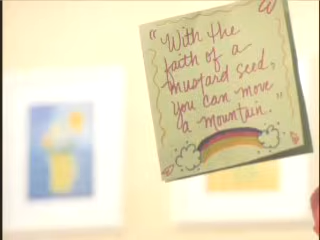 "With the
faith of a
mustard seed,
you can move
a mountain."